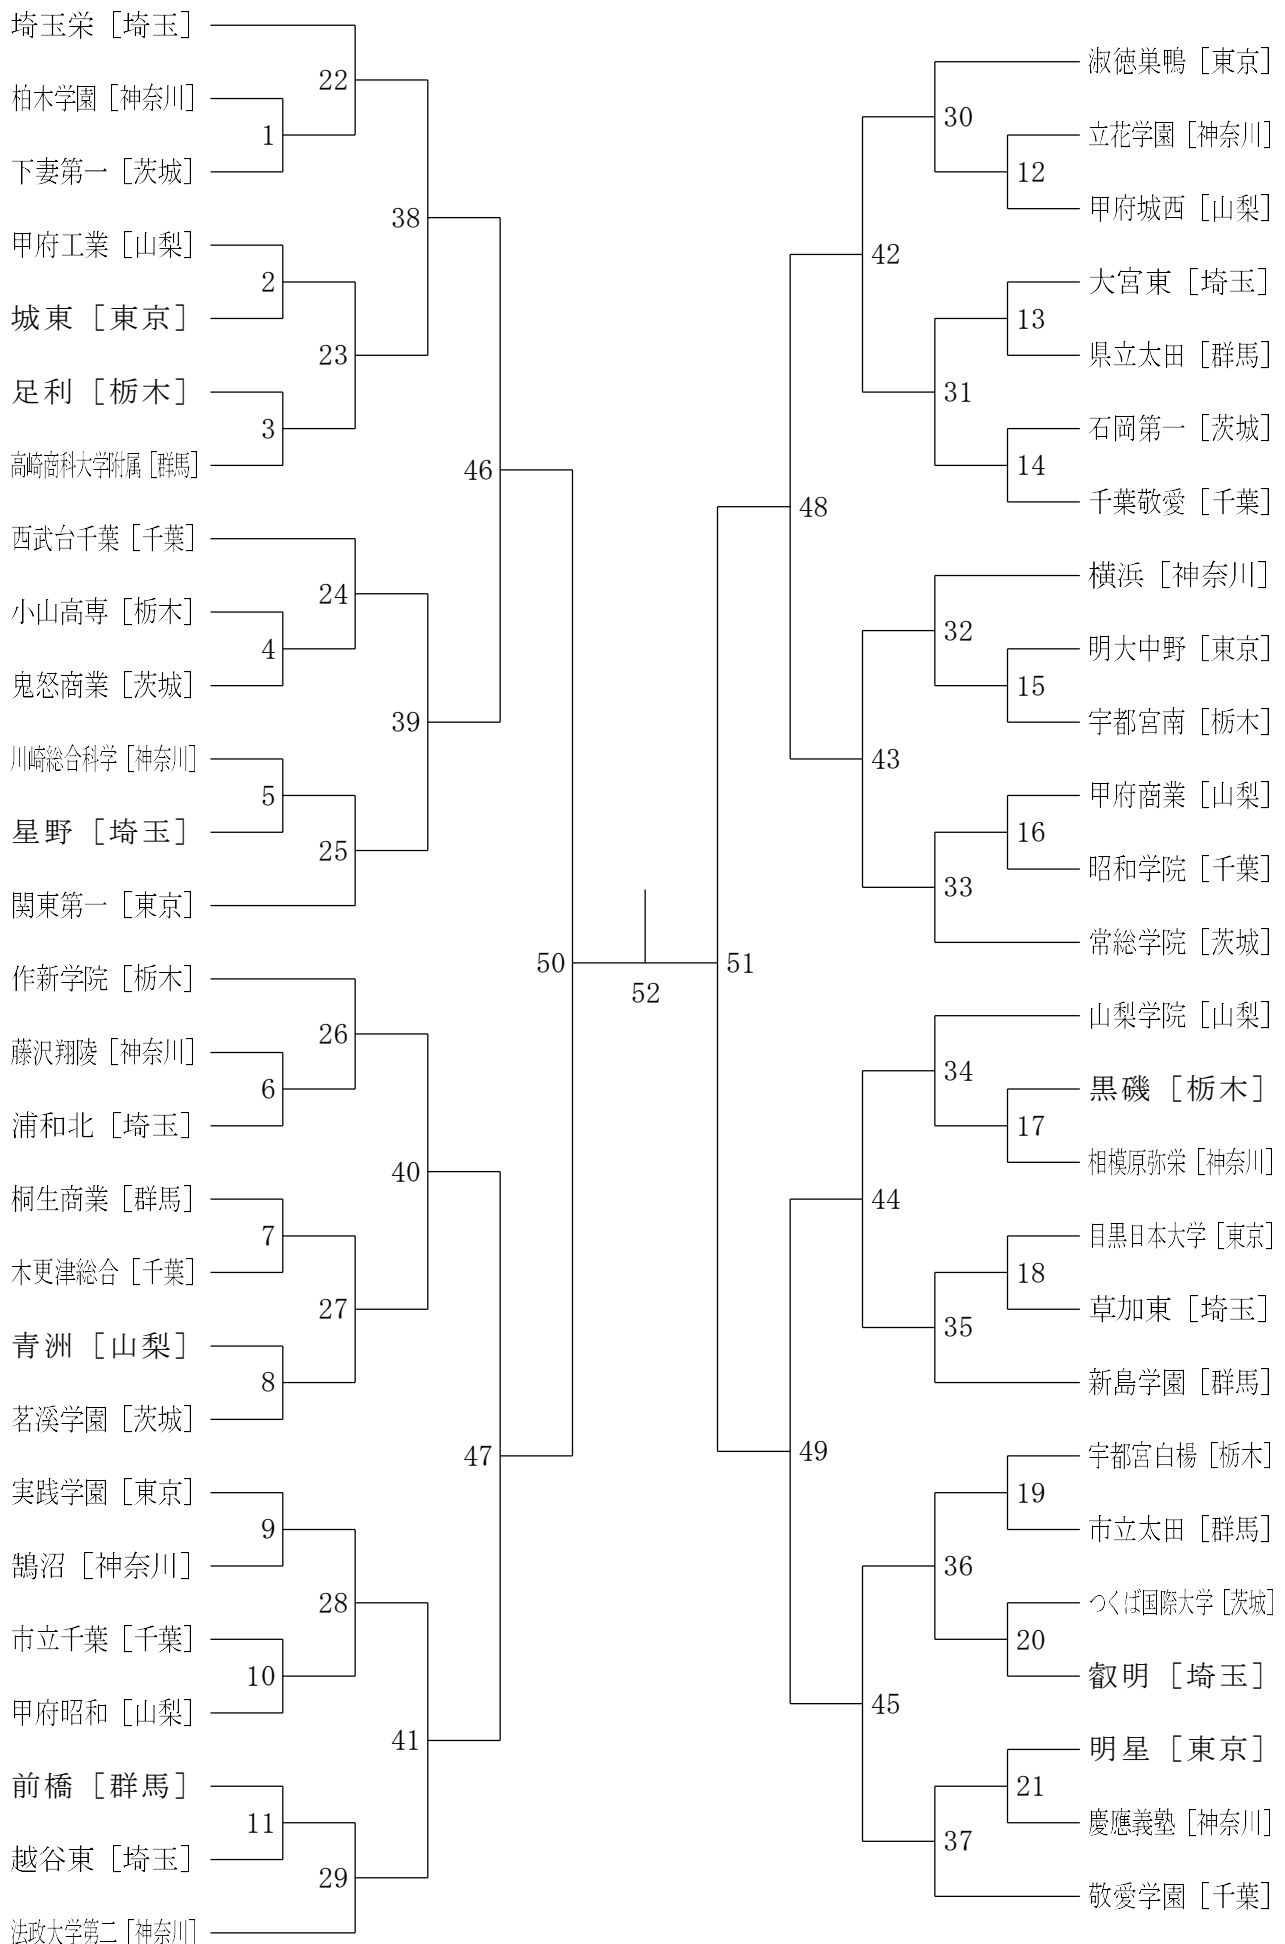 埼玉栄［埼玉］
柏木学園［神奈川］
下妻第一［茨城］
甲府工業［山梨］
城東［東京］
足利［栃木］
高崎商科大学附属［群馬］
西武台千葉［千葉］
小山高専［栃木］
鬼怒商業［茨城］
川崎総合科学［神奈川］
星野［埼玉］
関東第一［東京］
作新学院［栃木］
藤沢翔陵［神奈川］
浦和北［埼玉］
桐生商業［群馬］
木更津総合［千葉］
青洲［山梨］
茗溪学園［茨城］
実践学園［東京］
鵠沼［神奈川］
市立千葉［千葉］
甲府昭和［山梨］
前橋［群馬］
越谷東［埼玉］
法政大学第二［神奈川］
1
2
3
4
5
6
7
8
9
10
11
22
23
24
25
26
27
28
29
38
39
40
41
46
47
50
52
51
48
49
42
43
44
45
30
31
32
33
34
35
36
37
12
13
14
15
16
17
18
19
20
21
淑徳巣鴨［東京］
立花学園［神奈川］
甲府城西［山梨］
大宮東［埼玉］
県立太田［群馬］
石岡第一［茨城］
千葉敬愛［千葉］
横浜［神奈川］
明大中野［東京］
宇都宮南［栃木］
甲府商業［山梨］
昭和学院［千葉］
常総学院［茨城］
山梨学院［山梨］
黒磯［栃木］
相模原弥栄［神奈川］
目黒日本大学［東京］
草加東［埼玉］
新島学園［群馬］
宇都宮白楊［栃木］
市立太田［群馬］
つくば国際大学［茨城］
叡明［埼玉］
明星［東京］
慶應義塾［神奈川］
敬愛学園［千葉］